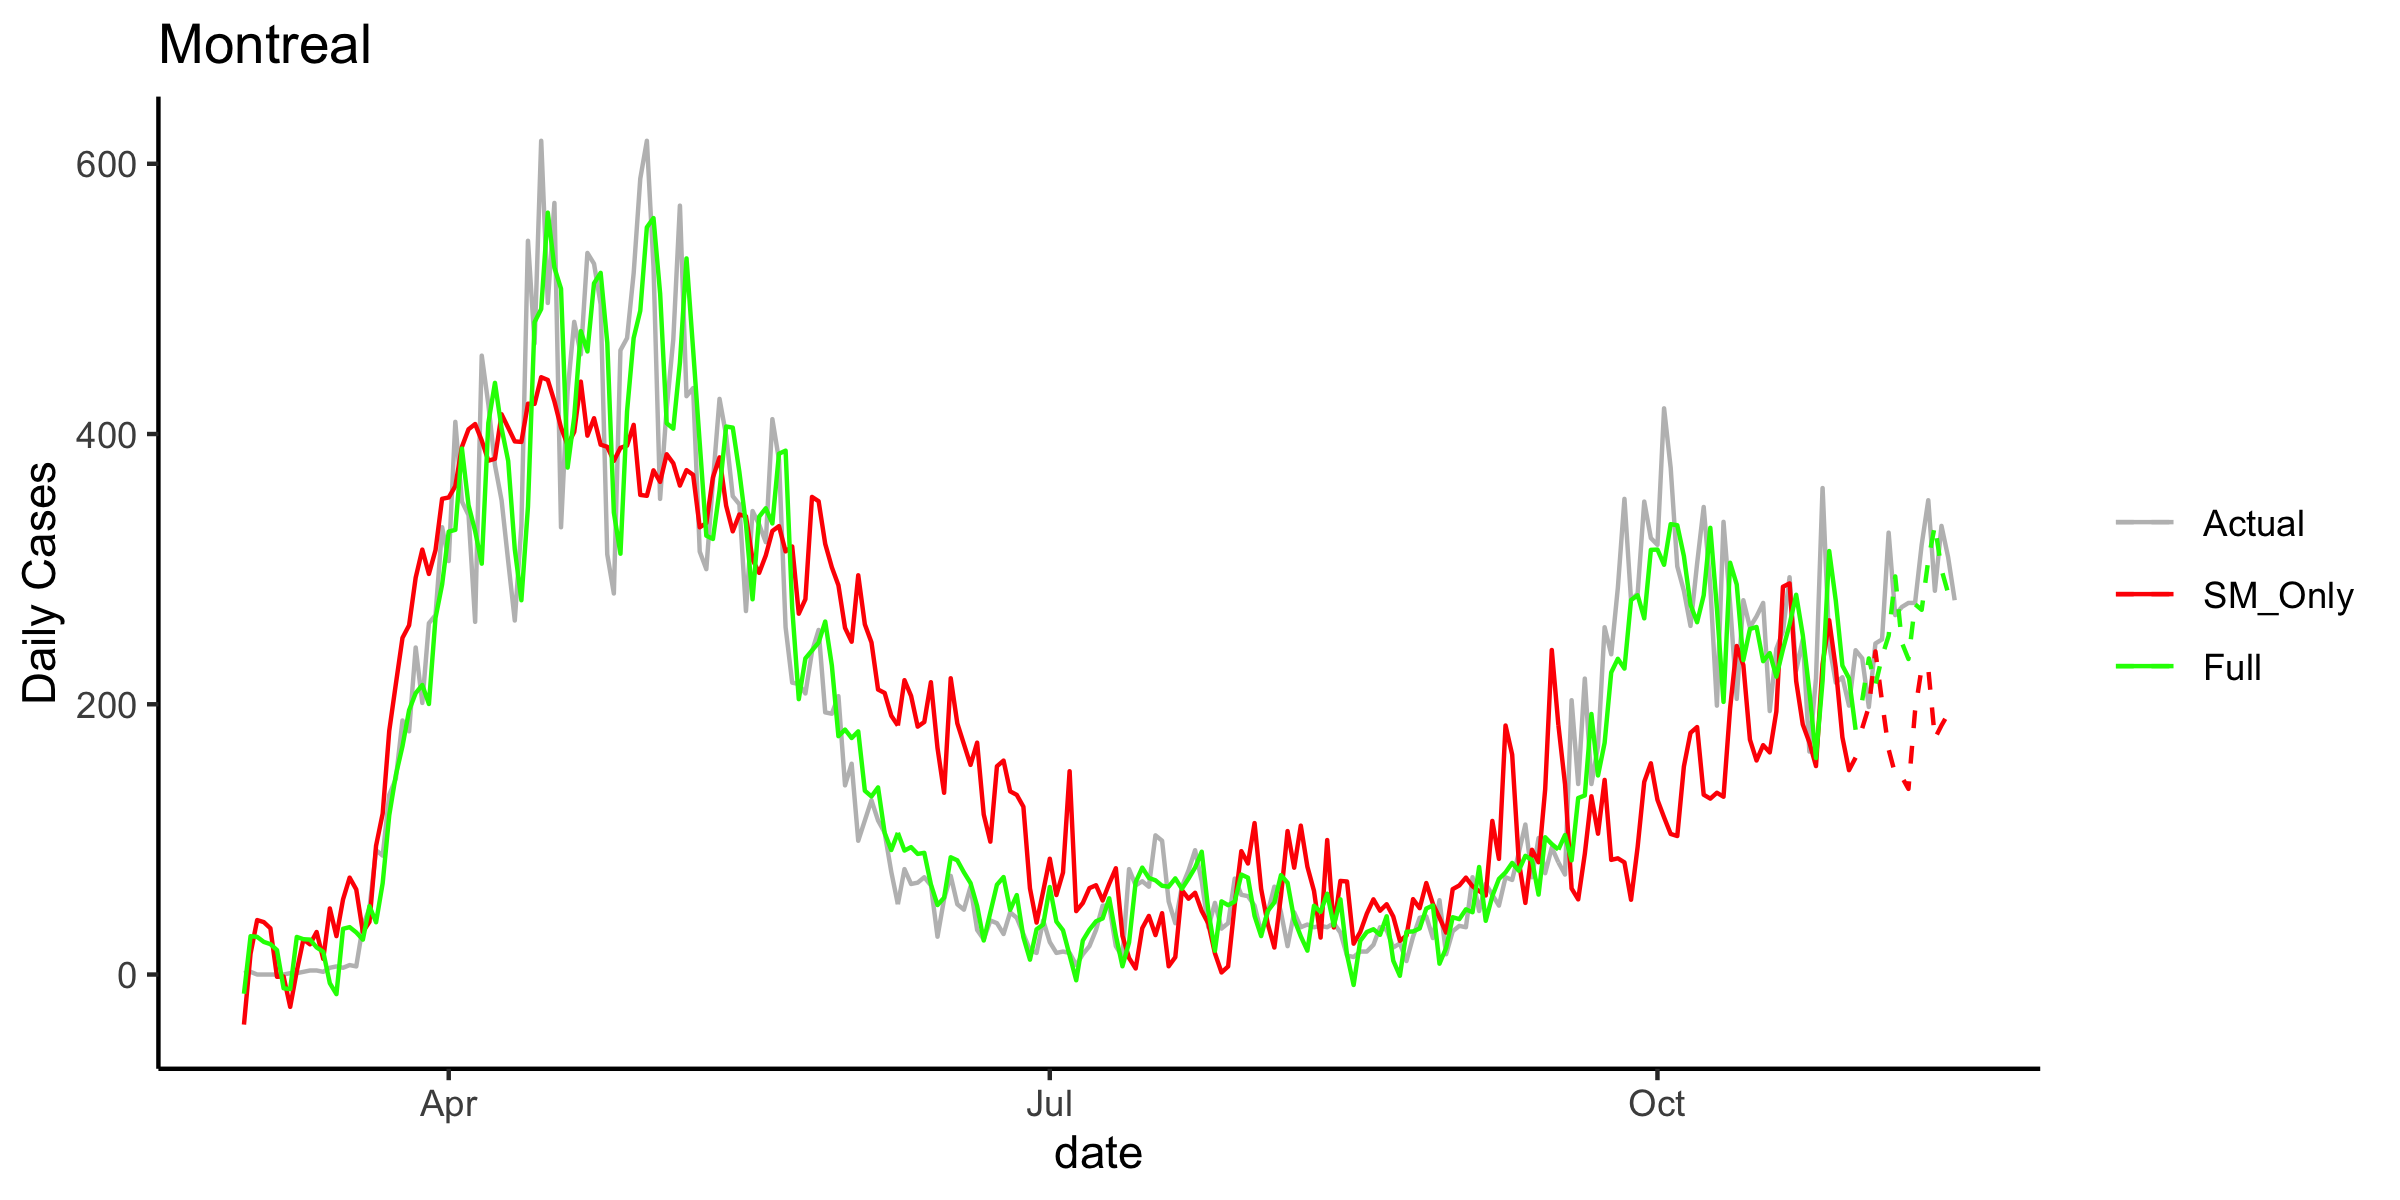 Montreal
Daily Cases
600
400
200
0
Apr
Jul
Oct
date
Actual
SM_Only
Full